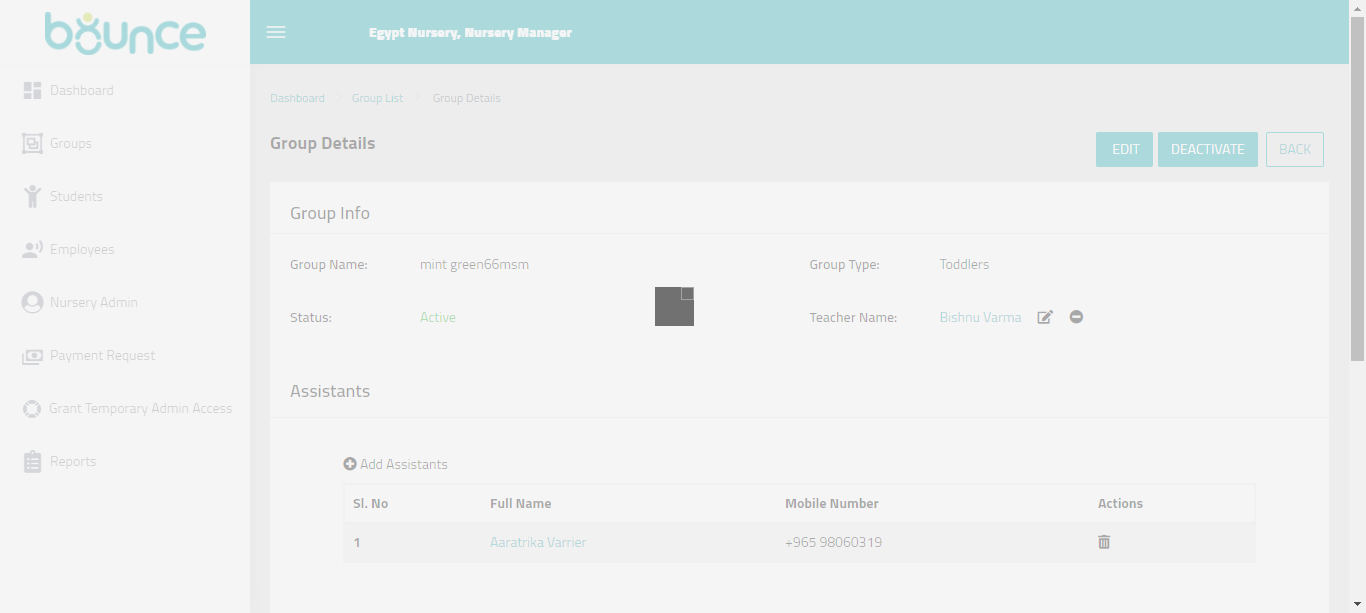 bounce
Egypt Nursery, Nursery Manager
Dashboard
Groups
Students
Employees
Nursery Admin
Payment Request
Grant Temporary Admin Access
Reports
Dashboard Group List Group Details
Group Details
EDIT DEACTIVATE BACK
Group Info
Group Name: mint green66msm Group Type: Toddlers
Status: Active Teacher Name: Bishnu Varma
Assistants
Add Assistants
Sl. No Full Name Mobile Number Actions
1 Aaratrika Varrier +965 98060319